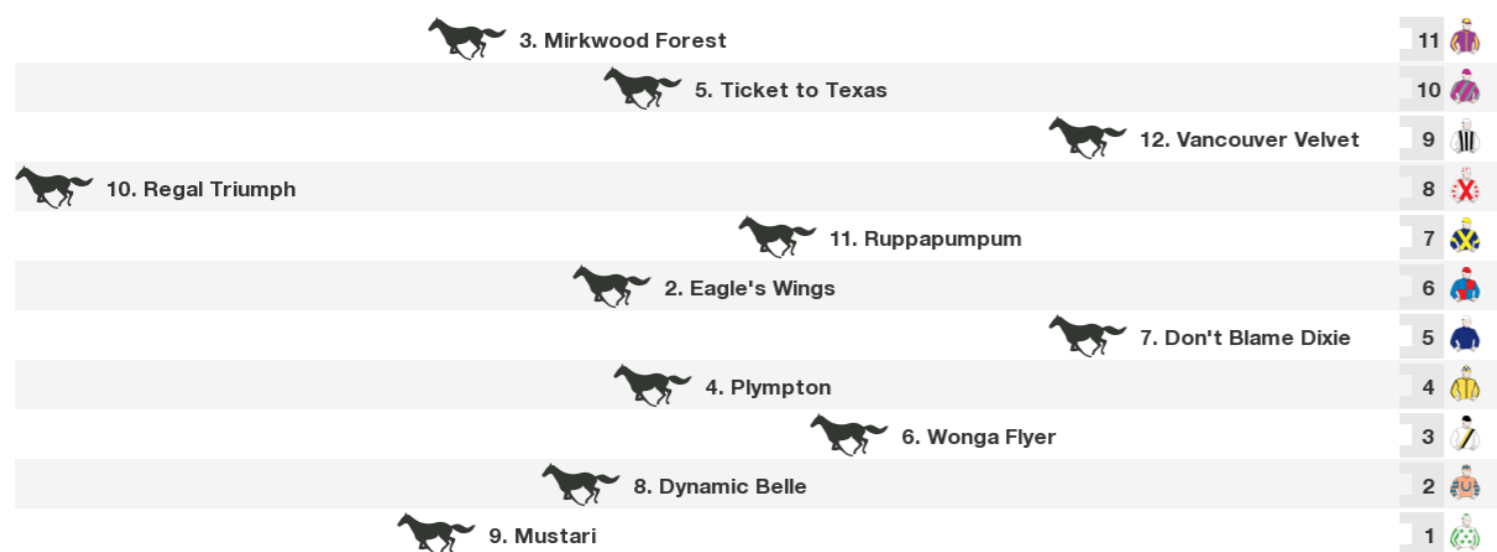 3. Mirkwood Forest 11
5. Ticket to Texas 10
12. Vancouver Velvet 9
10. Regal Triumph 8
11. Ruppapumpum 7
2. Eagle's Wings 6
7. Don't Blame Dixie 5
4. Plympton 4
6. Wonga Flyer 3
8. Dynamic Belle 2
9. Mustari 1